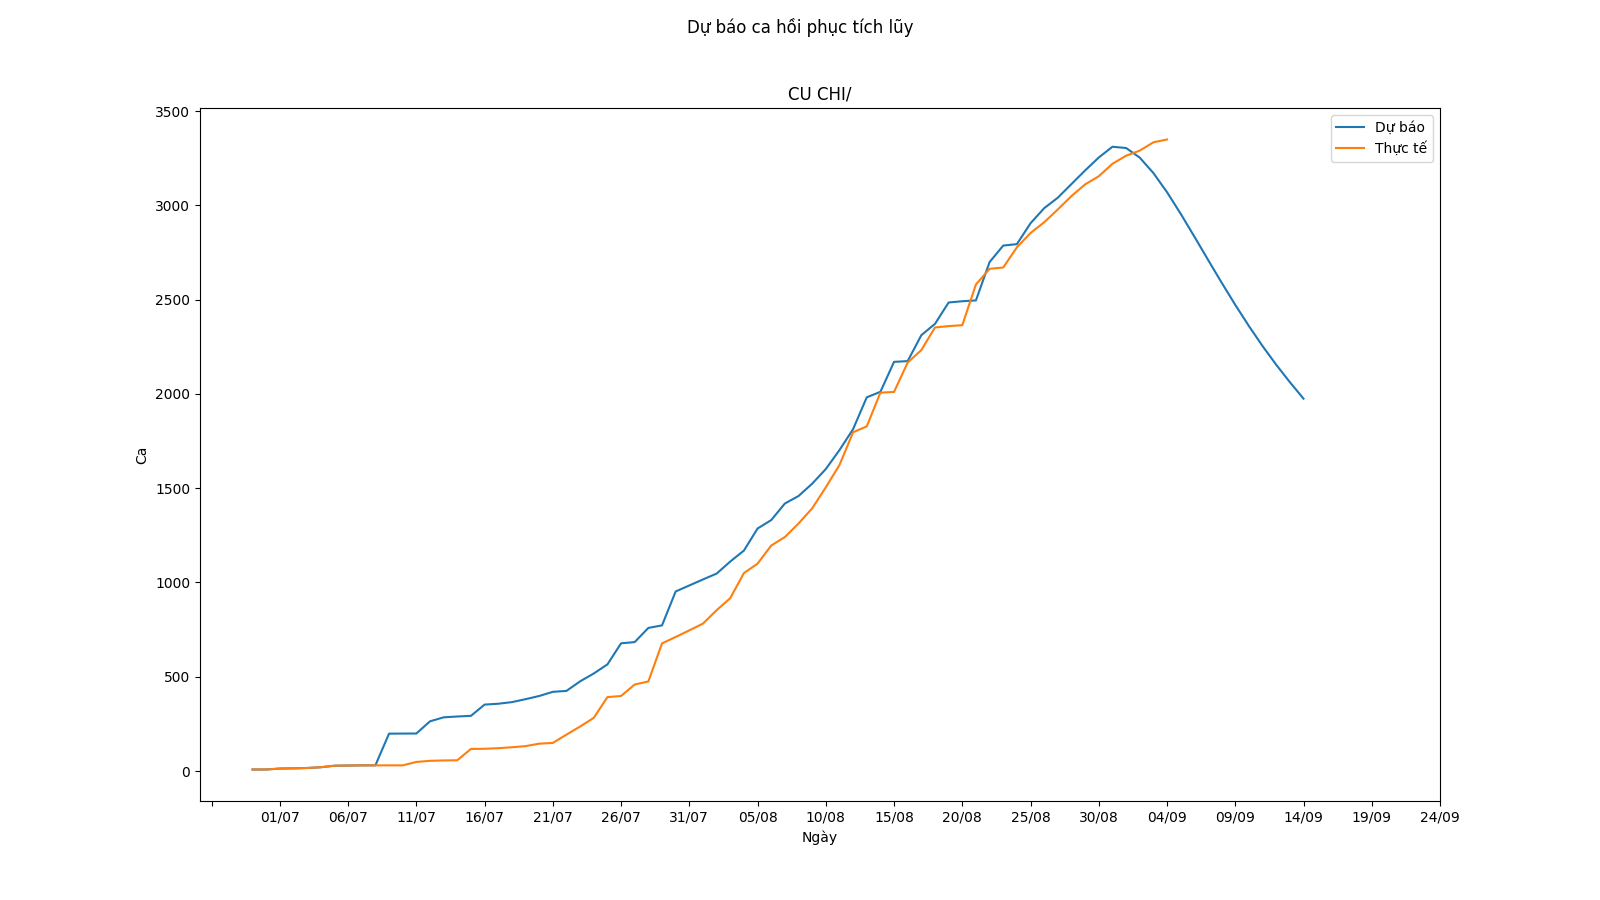 Dự báo ca hồi phục tích lũy
CU CHI/
3500
3000
2500
2000
1500
1000
500
0
Ca
Dự báo
Thực tế
01/07 06/07 11/07 16/07 21/07 26/07 31/07 05/08 10/08 15/08 20/08 25/08 30/08 04/09 09/09 14/09 19/09 24/09
Ngày